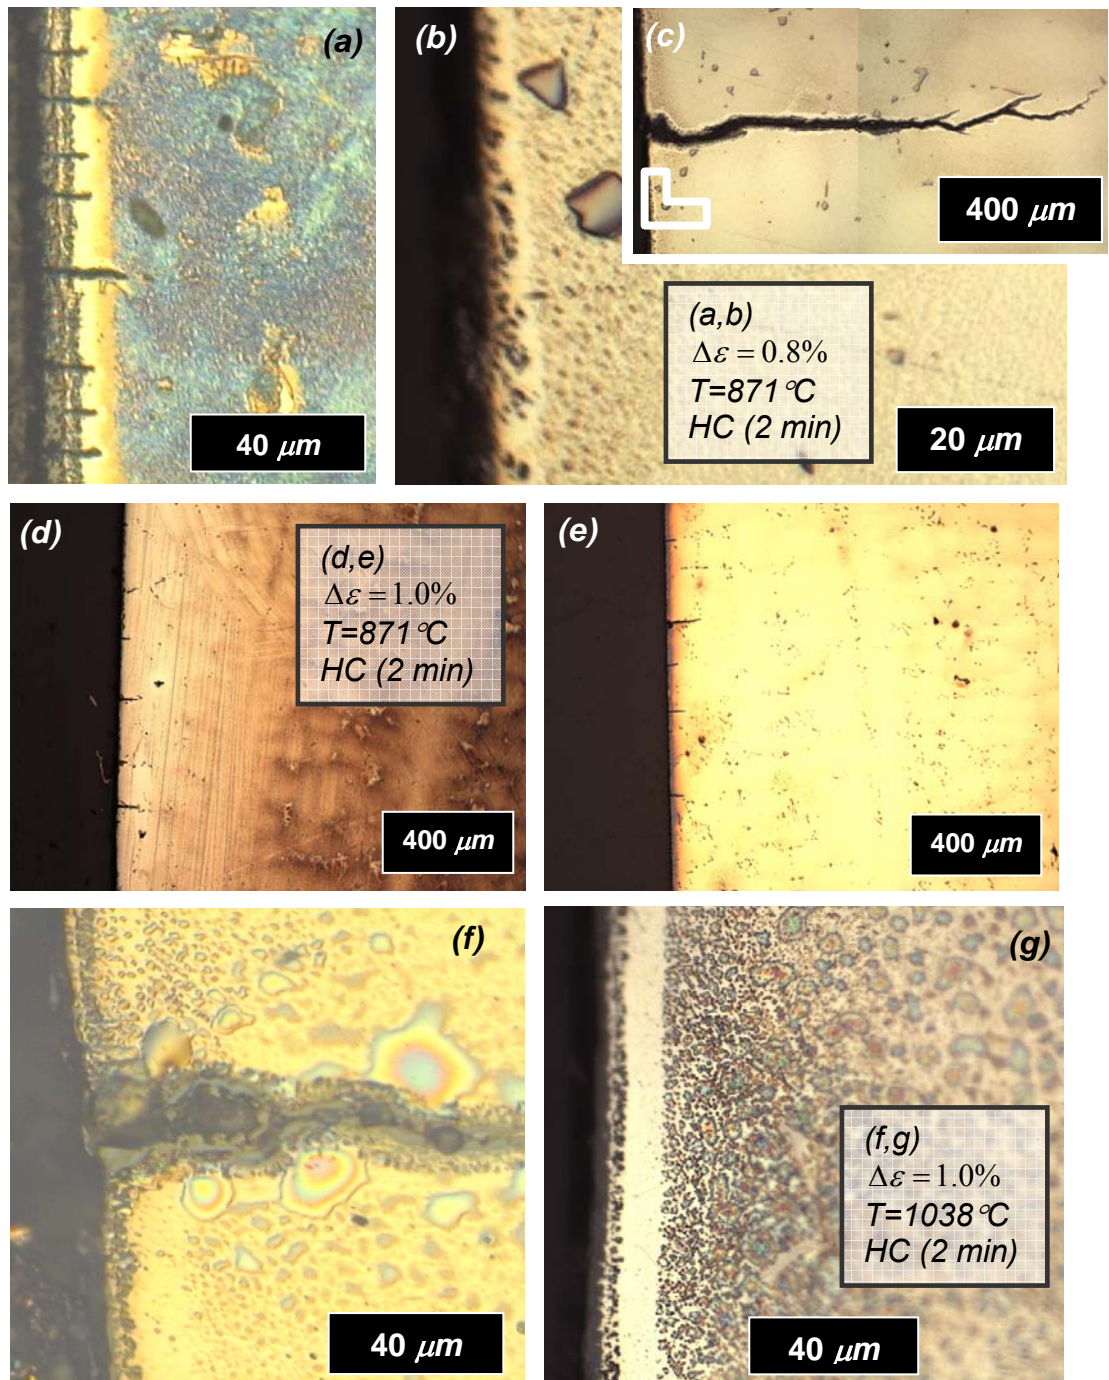 (a)
40 μm
(b)
(c)
400 μm
(a,b)
Δε = 0.8%
T=871°C
HC (2 min)
20 μm
(d)
(d,e)
Δε = 1.0%
T=871°C
HC (2 min)
400 μm
(e)
400 μm
(f)
40 μm
(g)
(f,g)
Δε = 1.0%
T=1038°C
HC (2 min)
40 μm